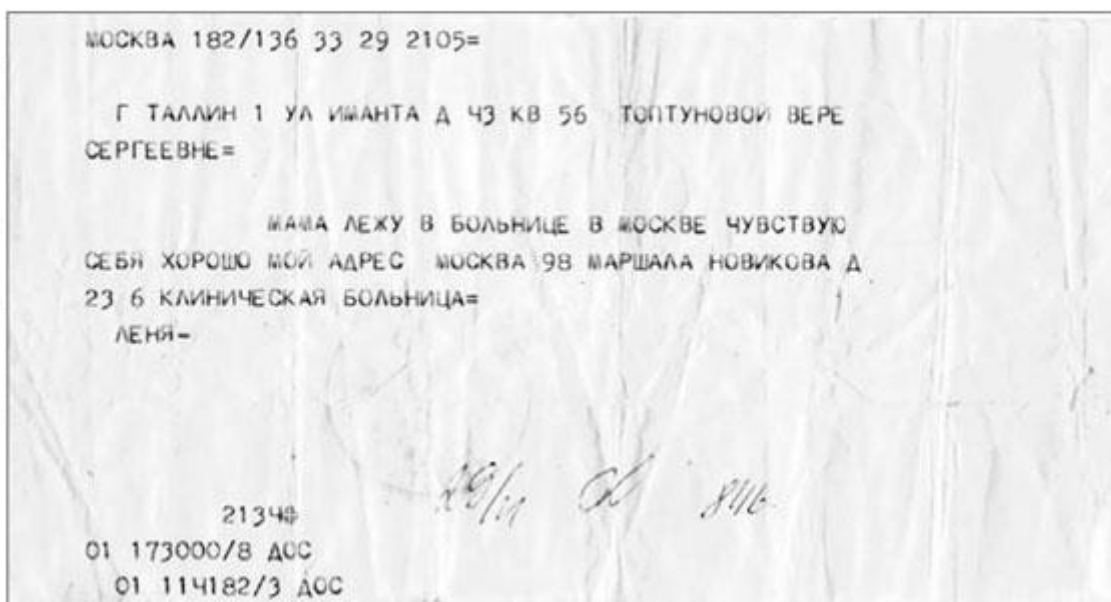 МОСКВА 182/136 33 29 2105=
Г ТАЛЛИН 1 УЛ ИМАНТА Д 43 КВ 56 ТОПТУНОВОЙ ВЕРЕ
СЕРГЕЕВНЕ=
МАМА ЛЕЖУ В БОЛЬНИЦЕ В МОСКВЕ ЧУВСТВУЮ
СЕБЯ ХОРОШО МОЙ АДРЕС МОСКВА 98 МАРШАЛА НОВИКОВА Д
23 6 КЛИНИЧЕСКАЯ БОЛЬНИЦА=
ЛЕНЯ-
2134
01 173000/8 ДОС
01 114182/3 ДОС